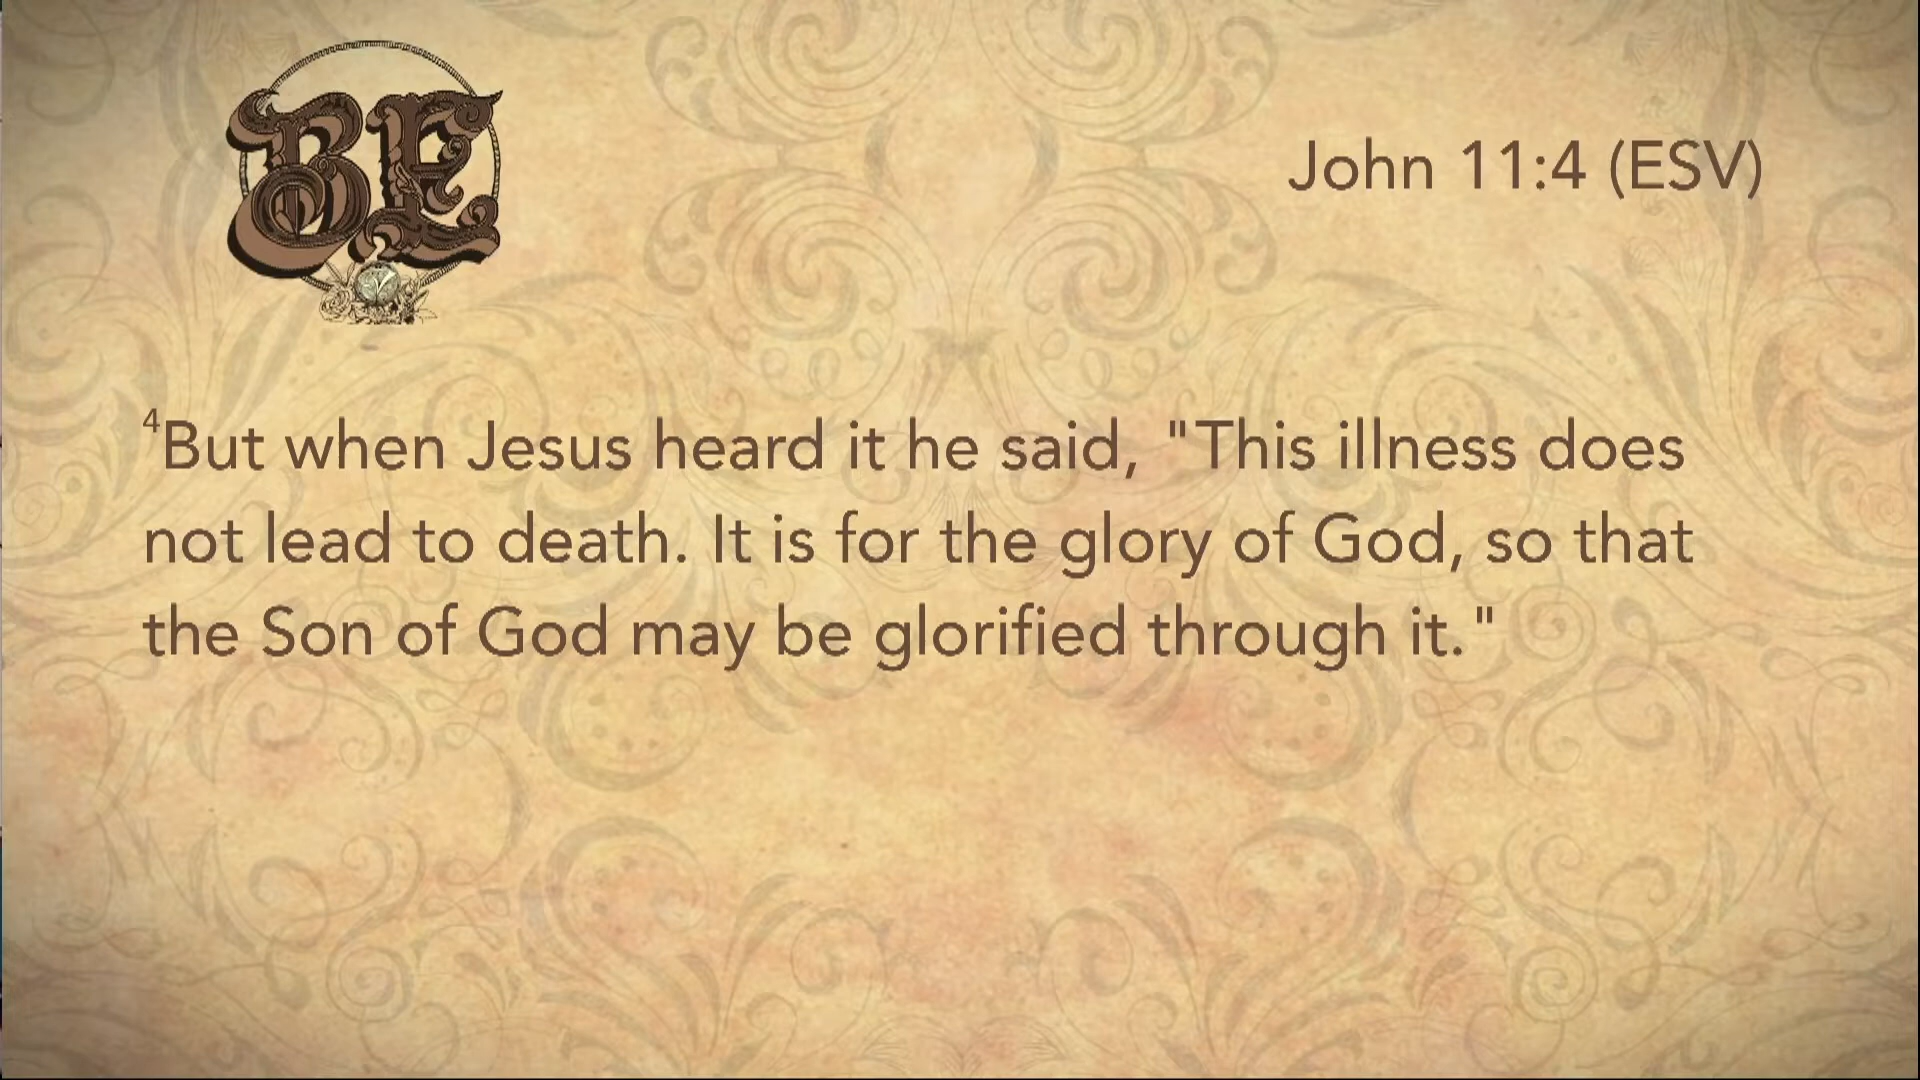 BE
John 11:4 (ESV)
4But when Jesus heard it he said, "This illness does
not lead to death. It is for the glory of God, so that
the Son of God may be glorified through it."